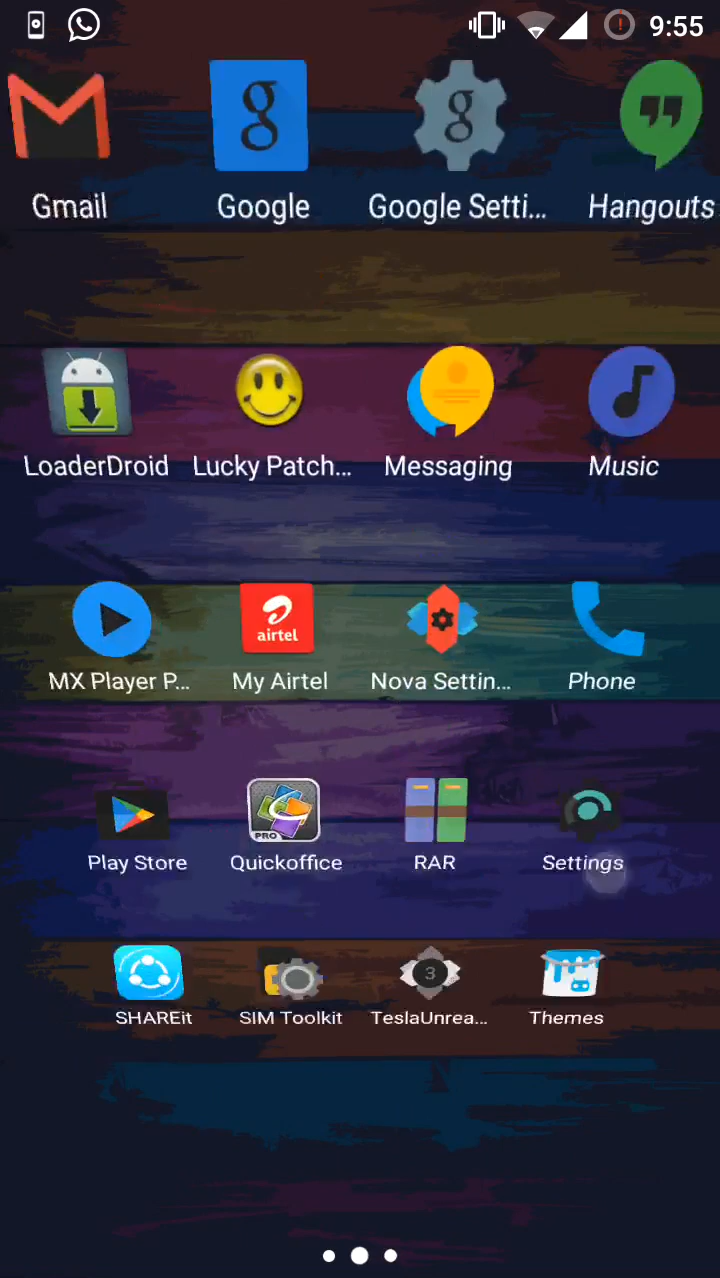 9:55
Gmail
Google
Google Setti...
Hangouts
LoaderDroid
Lucky Patch...
Messaging
Music
airtel
MX Player P...
My Airtel
Nova Settin...
Phone
PRO
Play Store
Quickoffice
RAR
Settings
3
SHAREit
SIM Toolkit
TeslaUnrea...
Themes